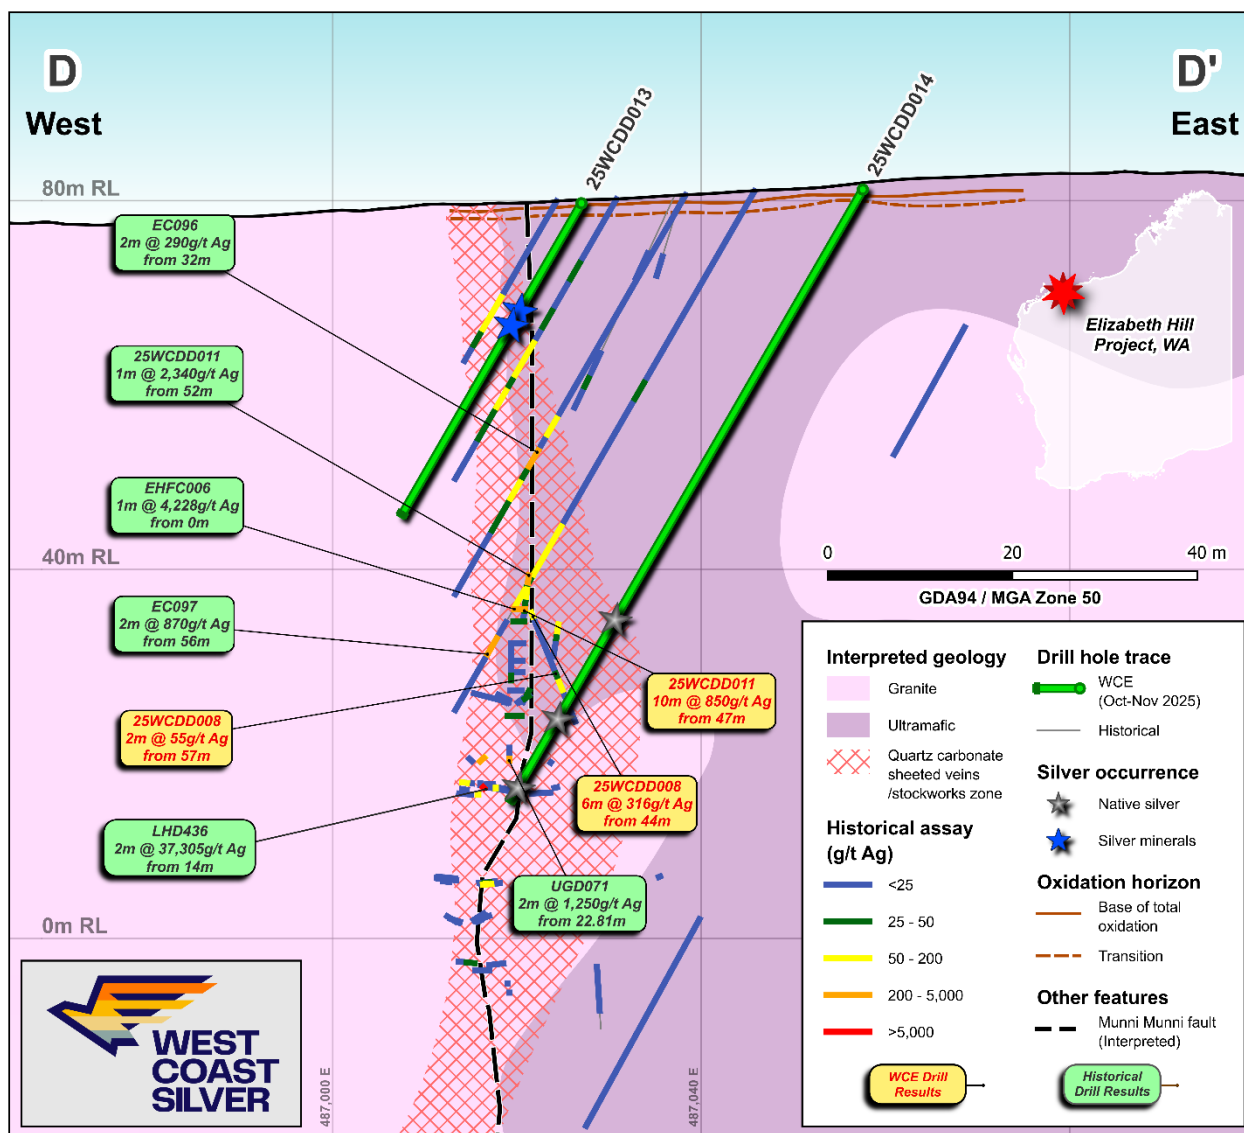 D
D'
West
East
25WCDD013
25WCDD014
80m RL
EC096
2m @ 290g/t Ag
from 32m
Elizabeth Hill
Project, WA
25WCDD011
1m @ 2,340g/t Ag
from 52m
EHFC006
1m @ 4,228g/t Ag
from 0m
40m RL
0
20
40 m
GDA94 / MGA Zone 50
EC097
2m @ 870g/t Ag
from 56m
25WCDD011
10m @ 850g/t Ag
from 47m
25WCDD008
2m @ 55g/t Ag
from 57m
25WCDD008
6m @ 316g/t Ag
from 44m
LHD436
2m @ 37,305g/t Ag
from 14m
UGD071
2m @ 1,250g/t Ag
from 22.81m
0m RL
487,000 E
487,040 E
WEST
COAST
SILVER
Interpreted geology
Granite
Ultramafic
Quartz carbonate
sheeted veins
/stockworks zone
Historical assay
(g/t Ag)
<25
25 - 50
50 - 200
200 - 5,000
>5,000
WCE Drill
Results
Drill hole trace
WCE
(Oct-Nov 2025)
Historical
Silver occurrence
Native silver
Silver minerals
Oxidation horizon
Base of total
oxidation
Transition
Other features
Munni Munni fault
(Interpreted)
Historical
Drill Results